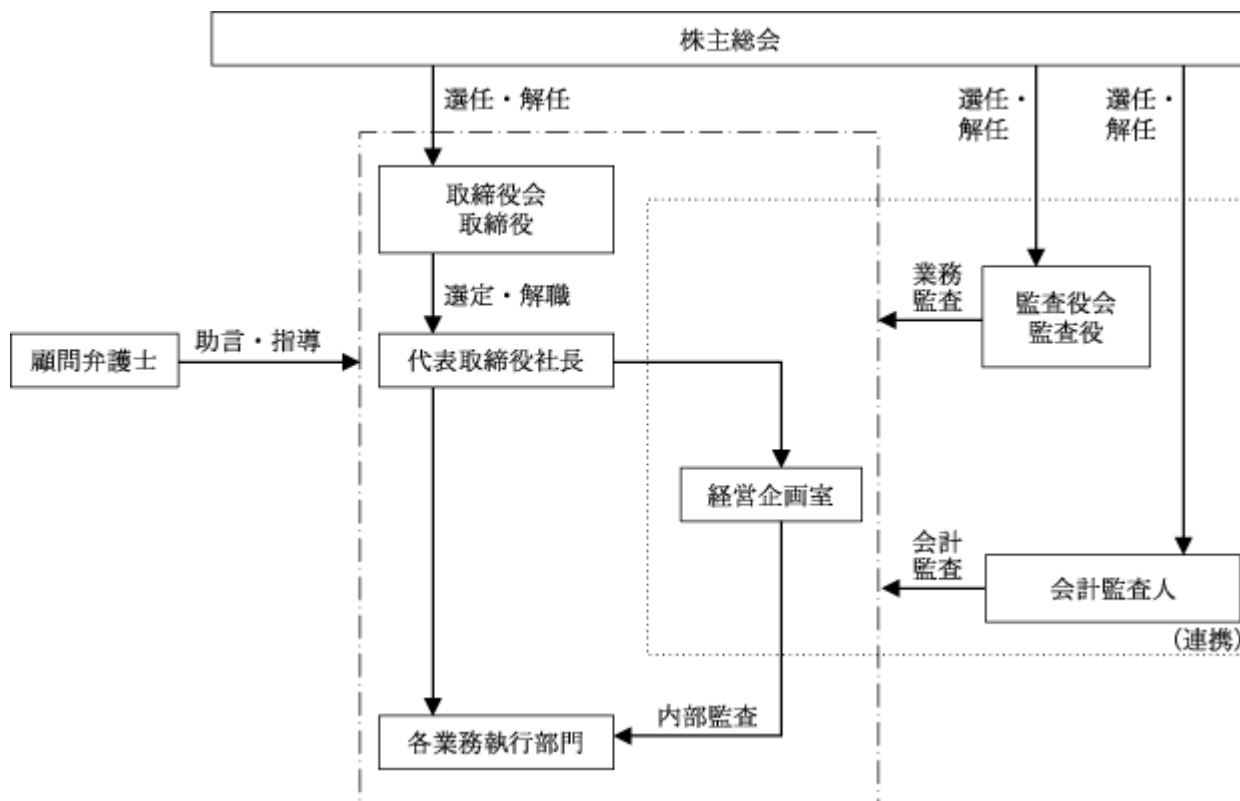 株主総会
選任・解任
選任・
解任
選任・
解任
取締役会
取締役
選定・解職
業務
監査
監査役会
監査役
顧問弁護士
助言・指導
代表取締役社長
経営企画室
会計
監査
会計監査人
(連携)
内部監査
各業務執行部門